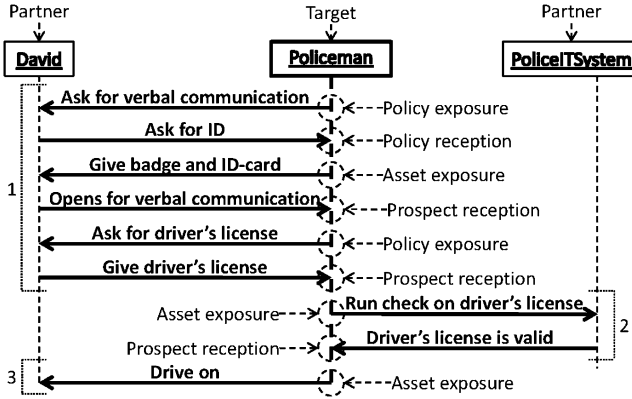 Partner Target Partner
David Policeman PoliceITSystem
Ask for verbal communication Policy exposure
Ask for ID Policy reception
Give badge and ID-card Asset exposure
1 Opens for verbal communication Prospect reception
Ask for driver's license Policy exposure
Give driver's license Prospect reception
Asset exposure Run check on driver's license
2
Prospect reception Driver's license is valid
3 Drive on Asset exposure